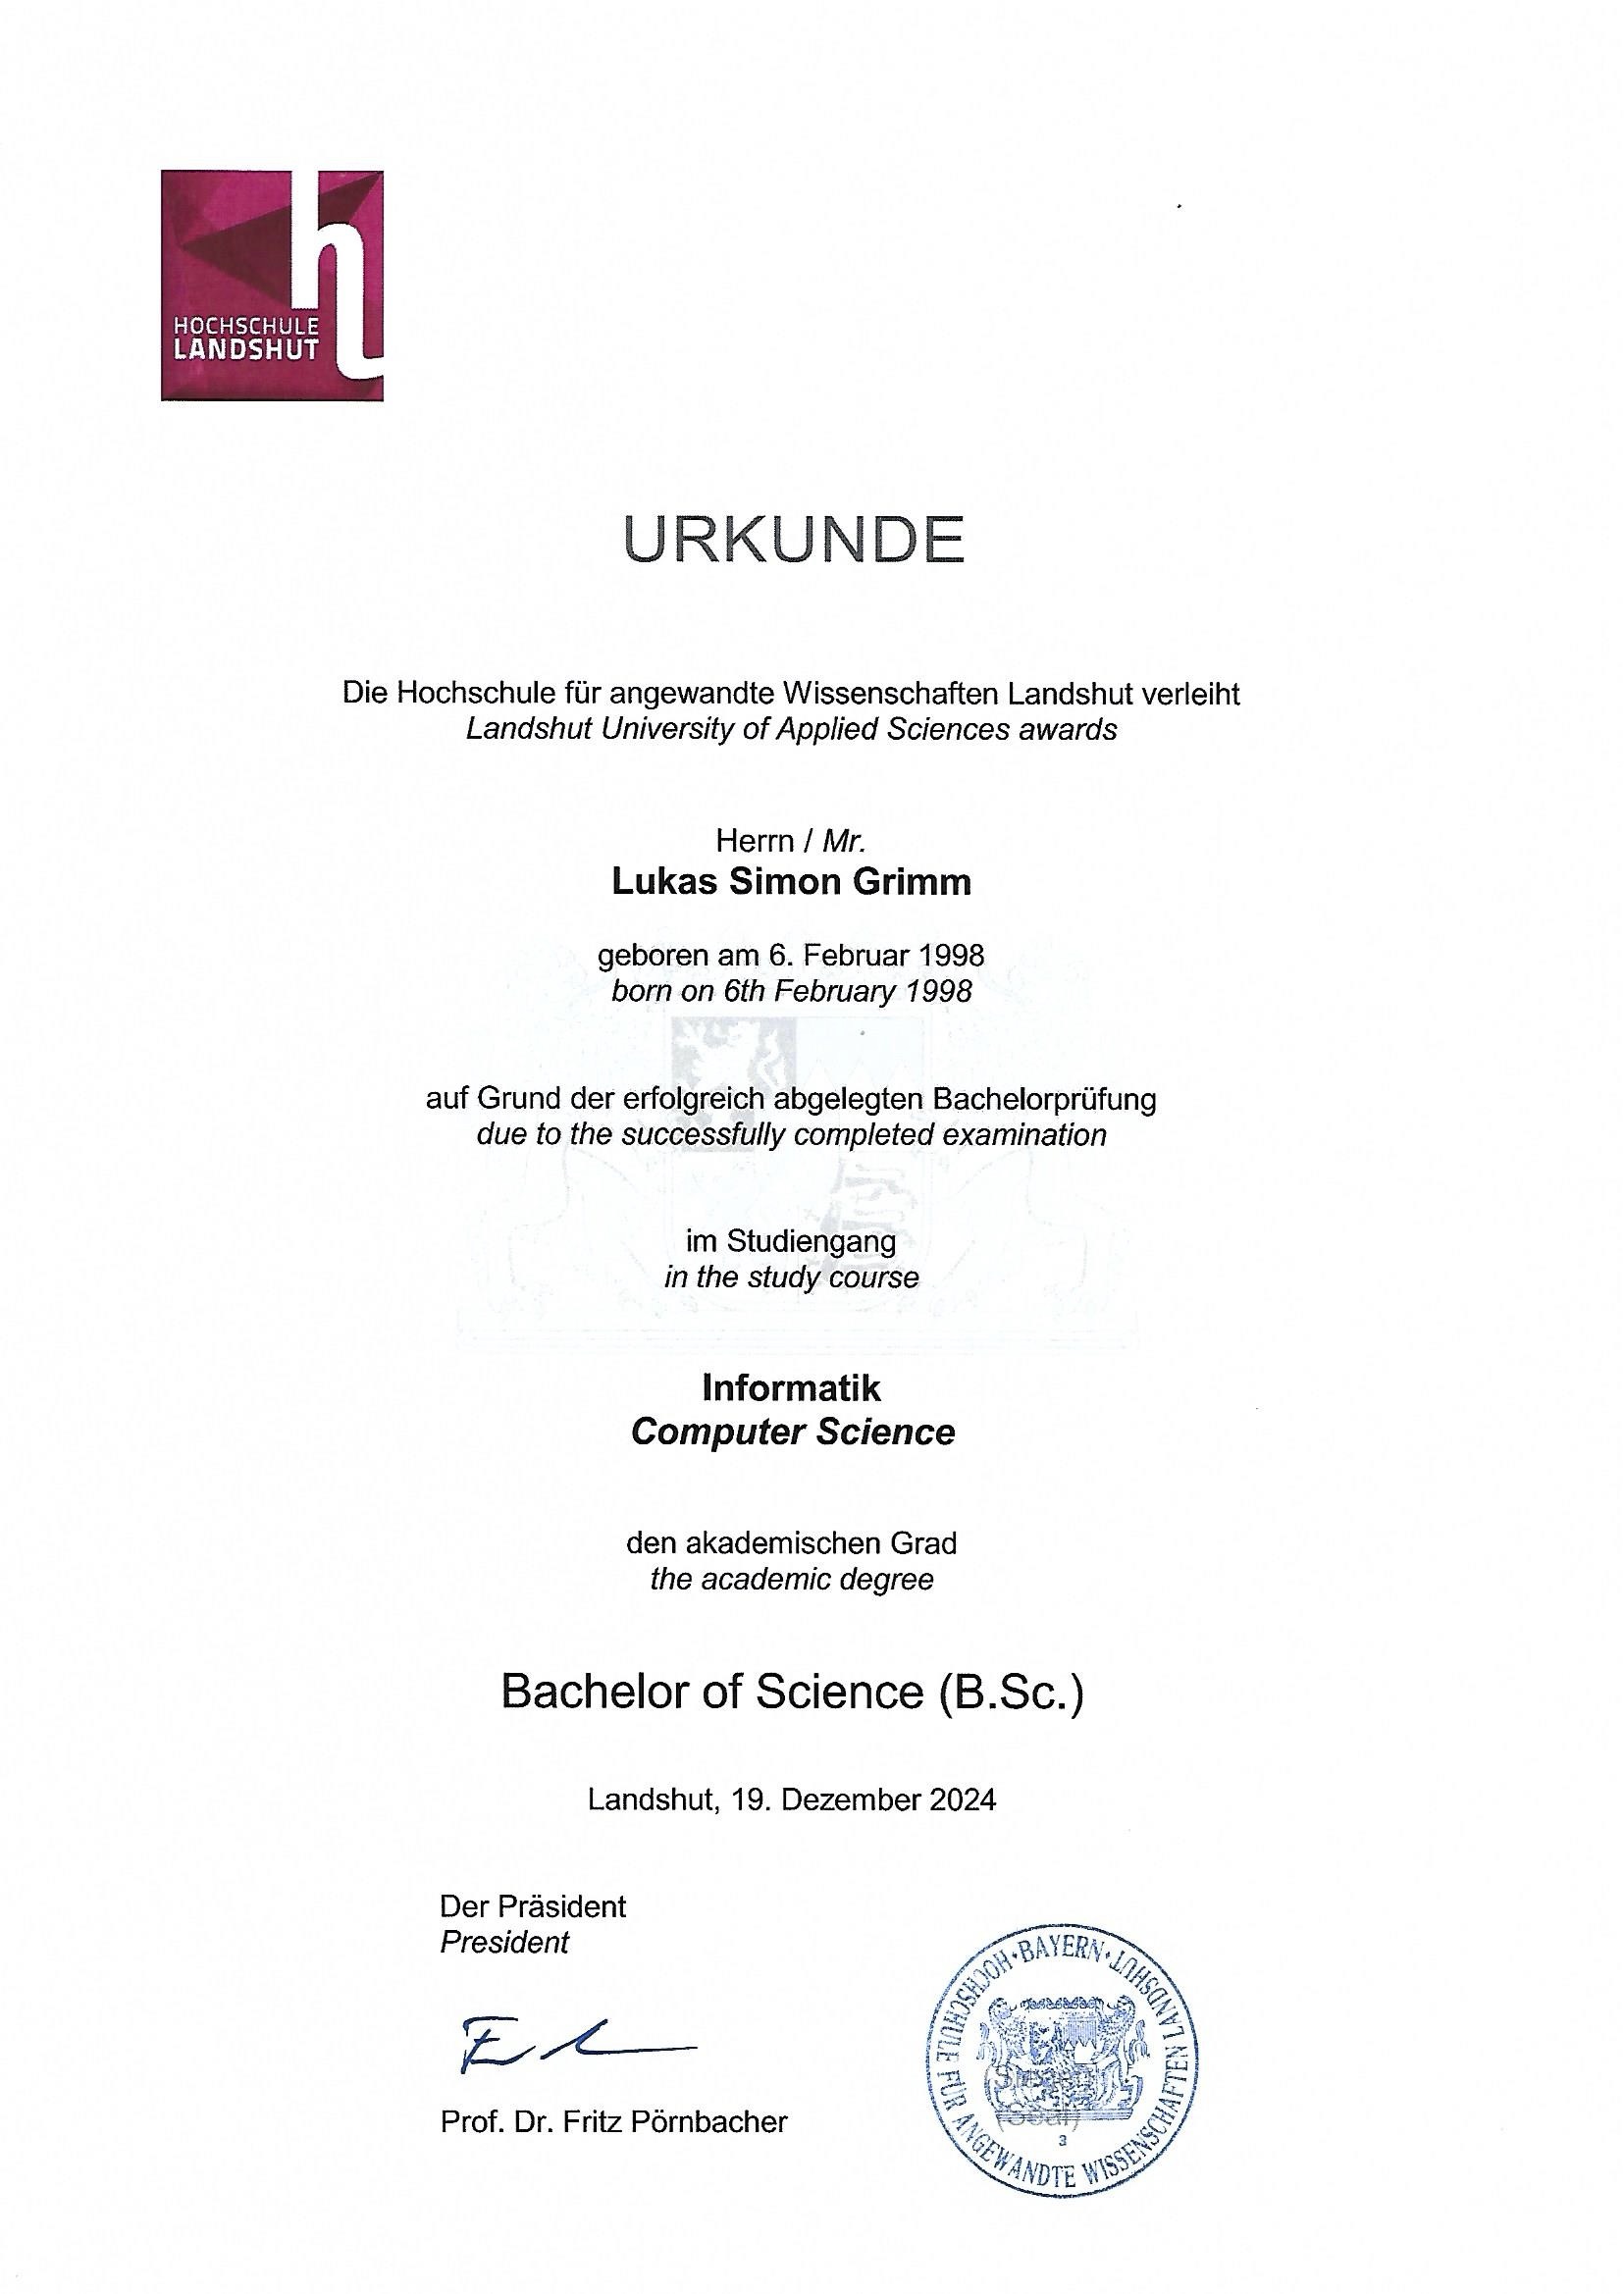 HOCHSCHULE
LANDSHUT
URKUNDE
Die Hochschule für angewandte Wissenschaften Landshut verleiht
Landshut University of Applied Sciences awards
Herrn / Mr.
Lukas Simon Grimm
geboren am 6. Februar 1998
born on 6th February 1998
auf Grund der erfolgreich abgelegten Bachelorprüfung
due to the successfully completed examination
im Studiengang
in the study course
Informatik
Computer Science
den akademischen Grad
the academic degree
Bachelor of Science (B.Sc.)
Landshut, 19. Dezember 2024
Der Präsident
President
Prof. Dr. Fritz Pörnbacher
·BAYERN·
HOCHSCHULE FÜR ANGEWANDTE WISSENSCHAFTEN LANDSHUT
(Seal)
3